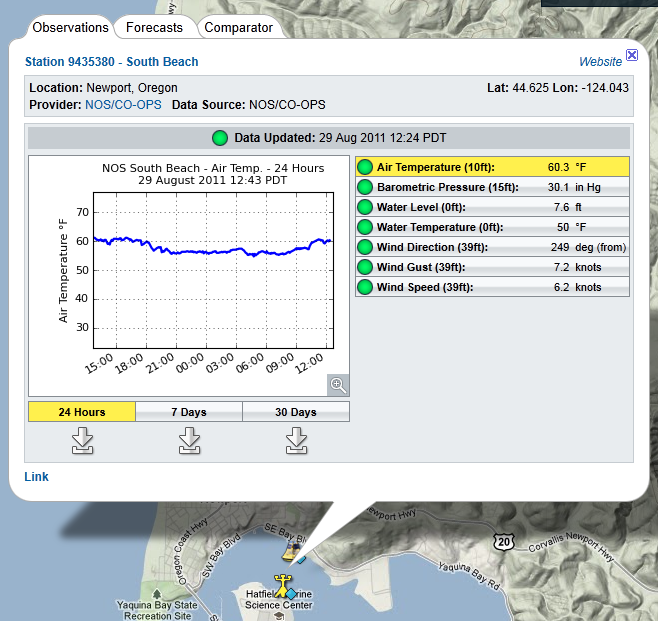 Observations Forecasts Comparator
Station 9435380 - South Beach Website
Location: Newport, Oregon Lat: 44.625 Lon: -124.043
Provider: NOS/CO-OPS Data Source: NOS/CO-OPS
Data Updated: 29 Aug 2011 12:24 PDT
NOS South Beach - Air Temp. - 24 Hours
29 August 2011 12:43 PDT
Air Temperature °F
70
60
50
40
30
15:00 18:00 21:00 00:00 03:00 06:00 09:00 12:00
Air Temperature (10ft): 60.3 °F
Barometric Pressure (15ft): 30.1 in Hg
Water Level (0ft): 7.6 ft
Water Temperature (0ft): 50 °F
Wind Direction (39ft): 249 deg (from)
Wind Gust (39ft): 7.2 knots
Wind Speed (39ft): 6.2 knots
24 Hours 7 Days 30 Days
Link
Oregon Coast Hwy
SW Bay Blvd
SE Bay Bl
ewport Hwy
20
Corvallis Newport Hwy
Yaquina Bay Rd
Hatfield rine
Science Center
Yaquina Bay State
Recreation Site